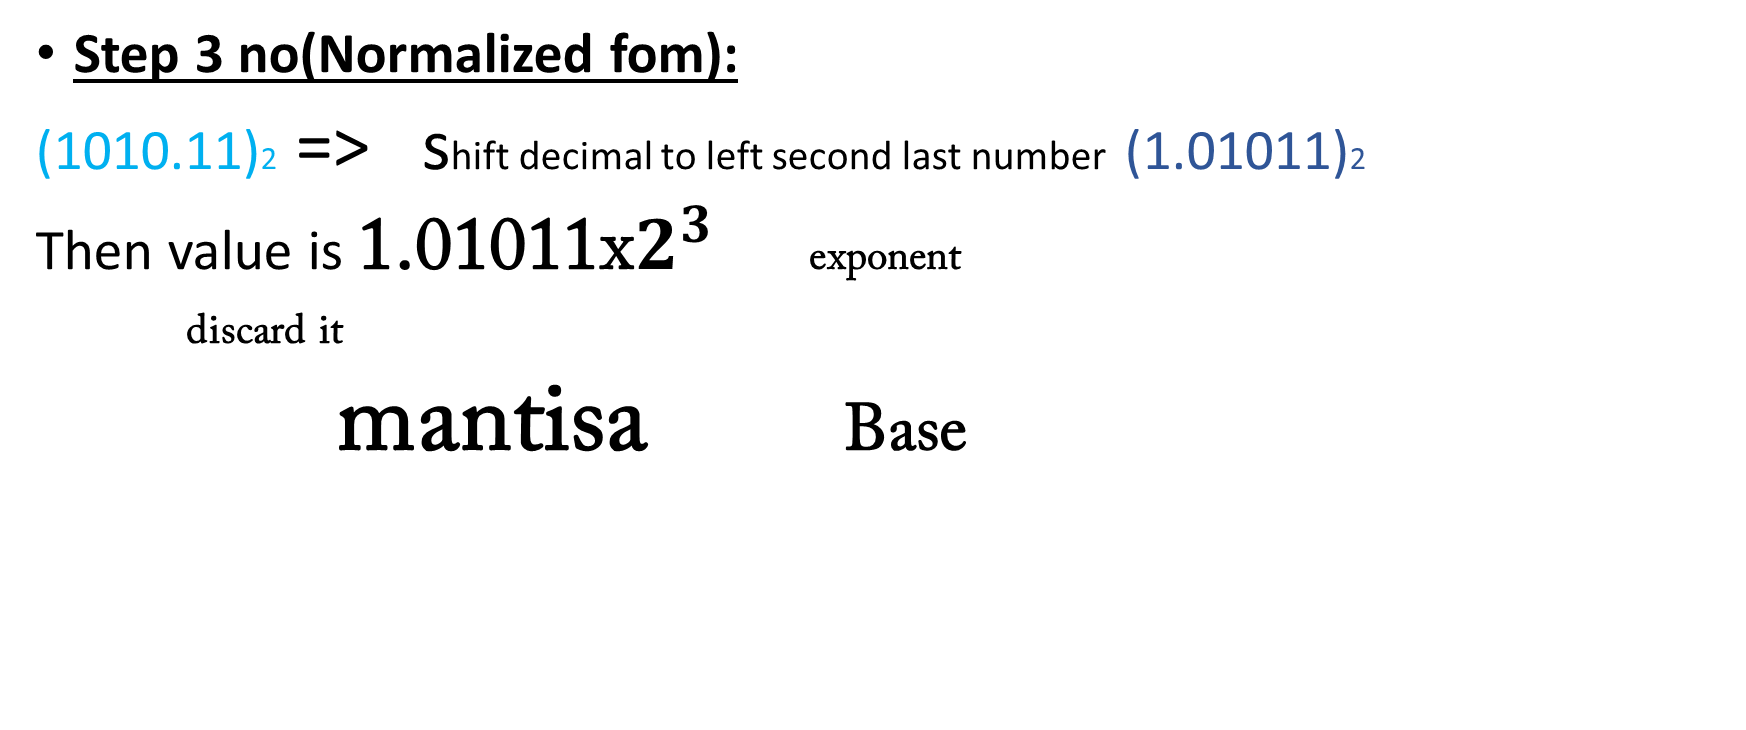 • Step 3 no(Normalized fom):
(1010.11)₂ => Shift decimal to left second last number (1.01011)₂
Then value is 1.01011x2³ exponent
discard it
mantisa Base